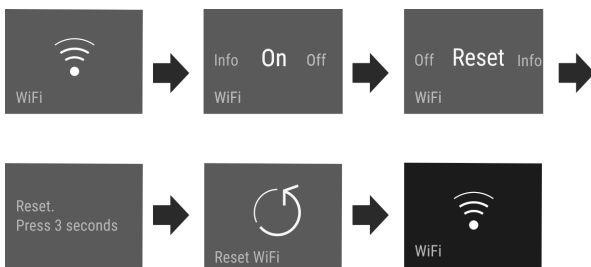 WiFi
Info On Off
WiFi
Off Reset Info
WiFi
Reset.
Press 3 seconds
Reset WiFi
WiFi